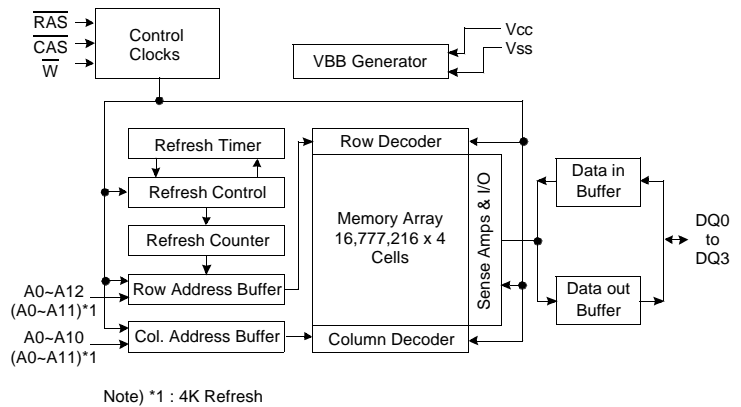 RAS
CAS
W
Control
Clocks
VBB Generator
Vcc
Vss
Refresh Timer
Refresh Control
Refresh Counter
Row Address Buffer
Col. Address Buffer
A0~A12
(A0~A11)*1
A0~A10
(A0~A11)*1
Row Decoder
Memory Array
16,777,216 x 4
Cells
Column Decoder
Sense Amps & I/O
Data in
Buffer
Data out
Buffer
DQ0
to
DQ3
Note) *1 : 4K Refresh